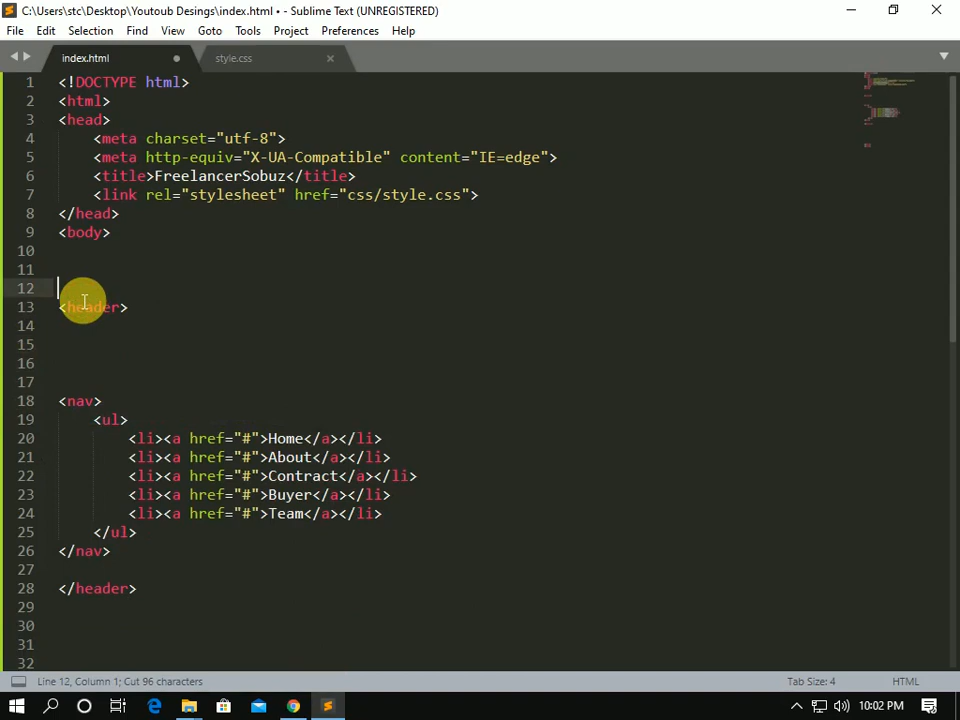 C:\Users\stc\Desktop\Youtoub Desings\index.html • - Sublime Text (UNREGISTERED)
File Edit Selection Find View Goto Tools Project Preferences Help
index.html style.css
1 <!DOCTYPE html>
2 <html>
3 <head>
4 <meta charset="utf-8">
5 <meta http-equiv="X-UA-Compatible" content="IE=edge">
6 <title>FreelancerSobuz</title>
7 <link rel="stylesheet" href="css/style.css">
8 </head>
9 <body>
10
11
12
13 <header>
14
15
16
17
18 <nav>
19 <ul>
20 <li><a href="#">Home</a></li>
21 <li><a href="#">About</a></li>
22 <li><a href="#">Contract</a></li>
23 <li><a href="#">Buyer</a></li>
24 <li><a href="#">Team</a></li>
25 </ul>
26 </nav>
27
28 </header>
29
30
31
32
Line 12, Column 1; Cut 96 characters Tab Size: 4 HTML
10:02 PM